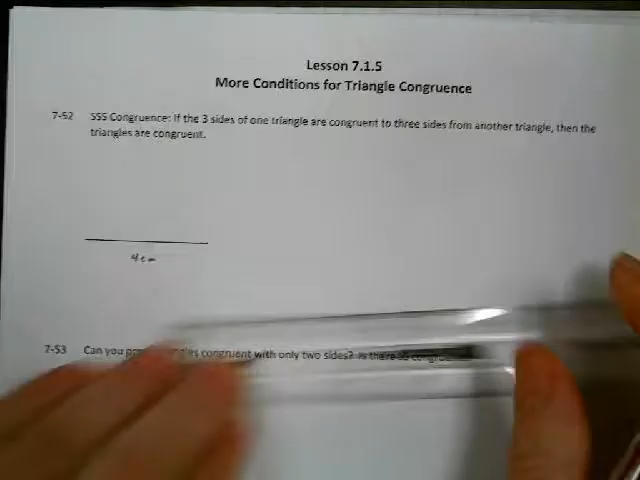 Lesson 7.1.5
More Conditions for Triangle Congruence
7-52 SSS Congruence: If the 3 sides of one triangle are congruent to three sides from another triangle, then the
triangles are congruent.
4cm
7-53 Can you congruent with only two sides? Is there